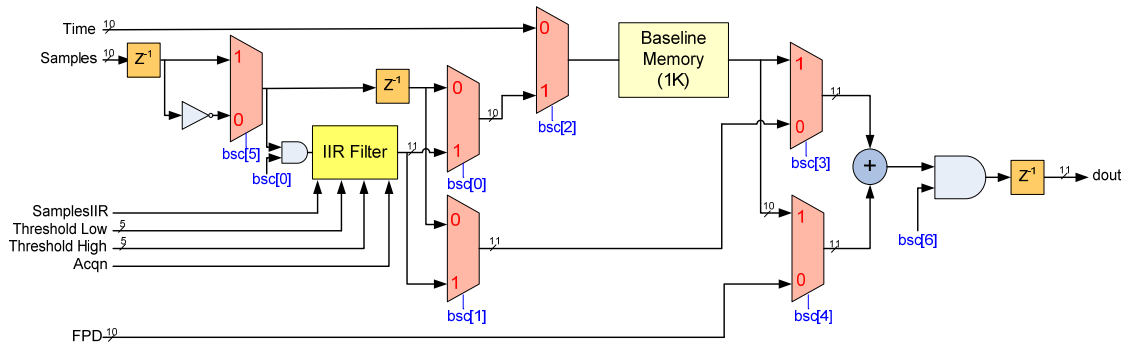 Time 10
Samples 10
Z-1
1
0
bsc[5]
bsc[0]
IIR Filter
11
Z-1
0
1
bsc[0]
10
0
1
bsc[2]
Baseline
Memory
(1K)
1
0
bsc[3]
11
SamplesIIR
Threshold Low 5
Threshold High 5
Acqn
0
1
bsc[1]
11
10
1
0
bsc[4]
11
+
bsc[6]
Z-1
11
dout
FPD 10